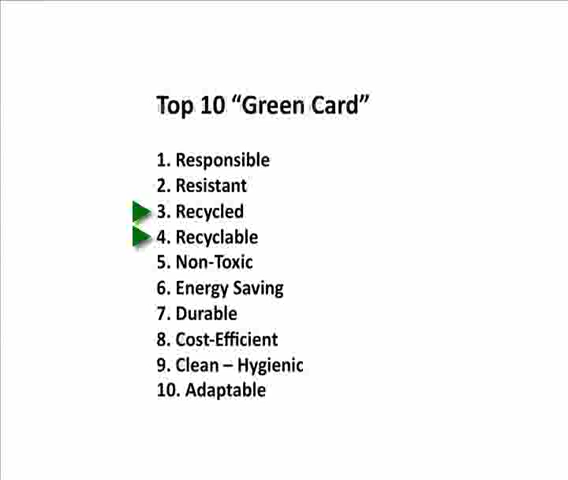 Top 10 “Green Card”
1. Responsible
2. Resistant
3. Recycled
4. Recyclable
5. Non-Toxic
6. Energy Saving
7. Durable
8. Cost-Efficient
9. Clean – Hygienic
10. Adaptable